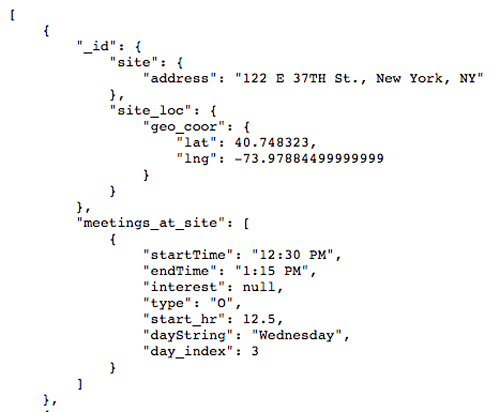 [
    {
        "_id": {
            "site": {
                "address": "122 E 37TH St., New York, NY"
            },
            "site_loc": {
                "geo_coor": {
                    "lat": 40.748323,
                    "lng": -73.97884499999999
                }
            }
        },
        "meetings_at_site": [
            {
                "startTime": "12:30 PM",
                "endTime": "1:15 PM",
                "interest": null,
                "type": "O",
                "start_hr": 12.5,
                "dayString": "Wednesday",
                "day_index": 3
            }
        ]
    },